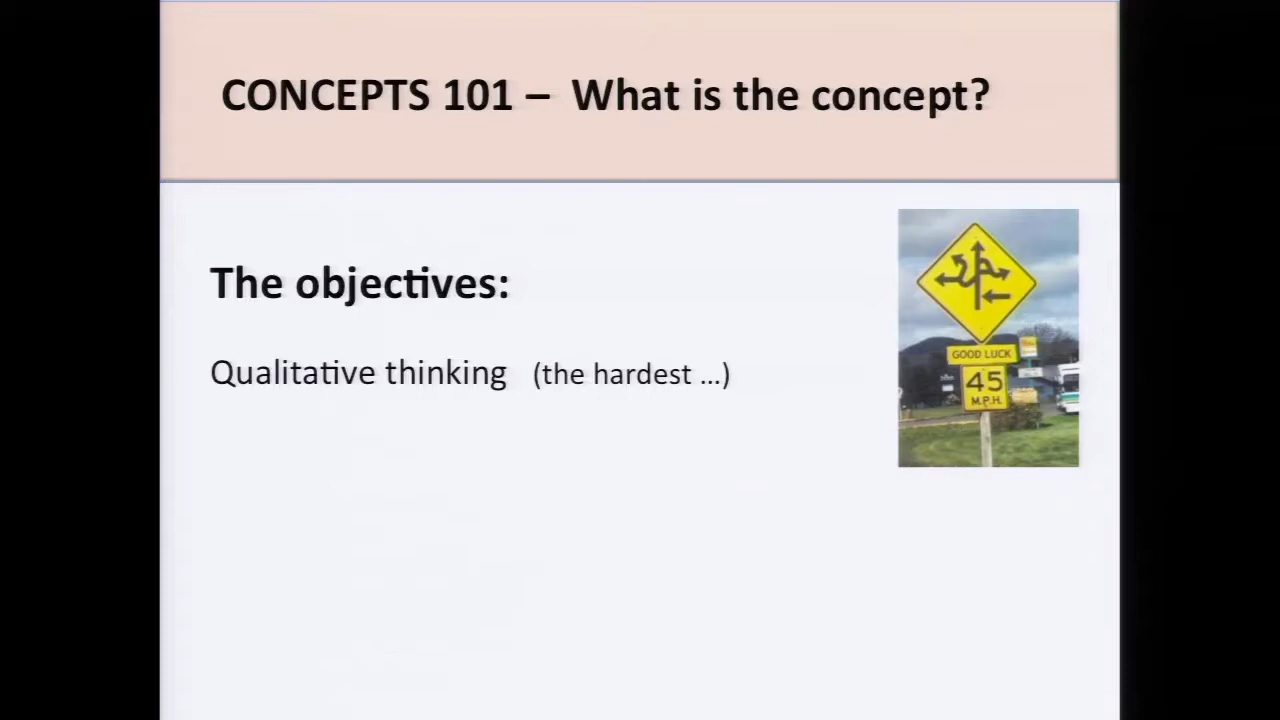 CONCEPTS 101 – What is the concept?
The objectives:
Qualitative thinking (the hardest ...)
GOOD LUCK
45
M.P.H.